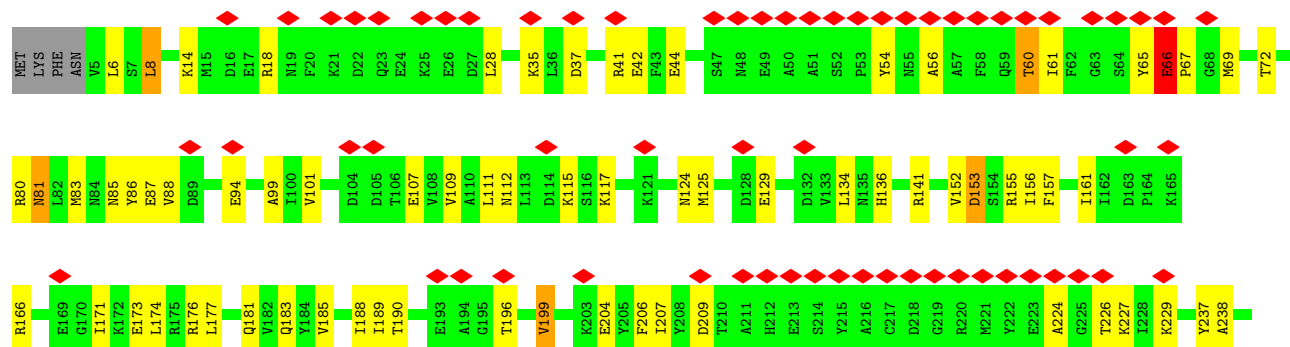 MET LYS PHE ASN V5 L6 S7 L8 K14 M15 D16 E17 R18 N19 F20 K21 D22 Q23 E24 K25 E26 D27 L28 K35 L36 D37 R41 E42 F43 E44 S47 N48 E49 A50 A51 S52 P53 Y54 N55 A56 A57 F58 Q59 T60 I61 F62 G63 S64 Y65 E66 P67 G68 M69 T72
R80 N81 L82 M83 N84 N85 Y86 E87 V88 D89 E94 A99 I100 V101 D104 D105 T106 E107 V108 V109 A110 L111 N112 L113 D114 K115 S116 K117 K121 N124 M125 D128 E129 D132 V133 L134 N135 H136 R141 V152 D153 S154 R155 I156 F157 I161 I162 D163 P164 K165
R166 E169 G170 I171 K172 E173 L174 R175 R176 L177 Q181 V182 Q183 Y184 V185 I188 I189 T190 E193 A194 G195 T196 V199 K203 E204 Y205 F206 I207 Y208 D209 T210 A211 H212 E213 S214 Y215 A216 C217 D218 G219 R220 M221 Y222 E223 A224 G225 T226 K227 I228 K229 Y237 A238